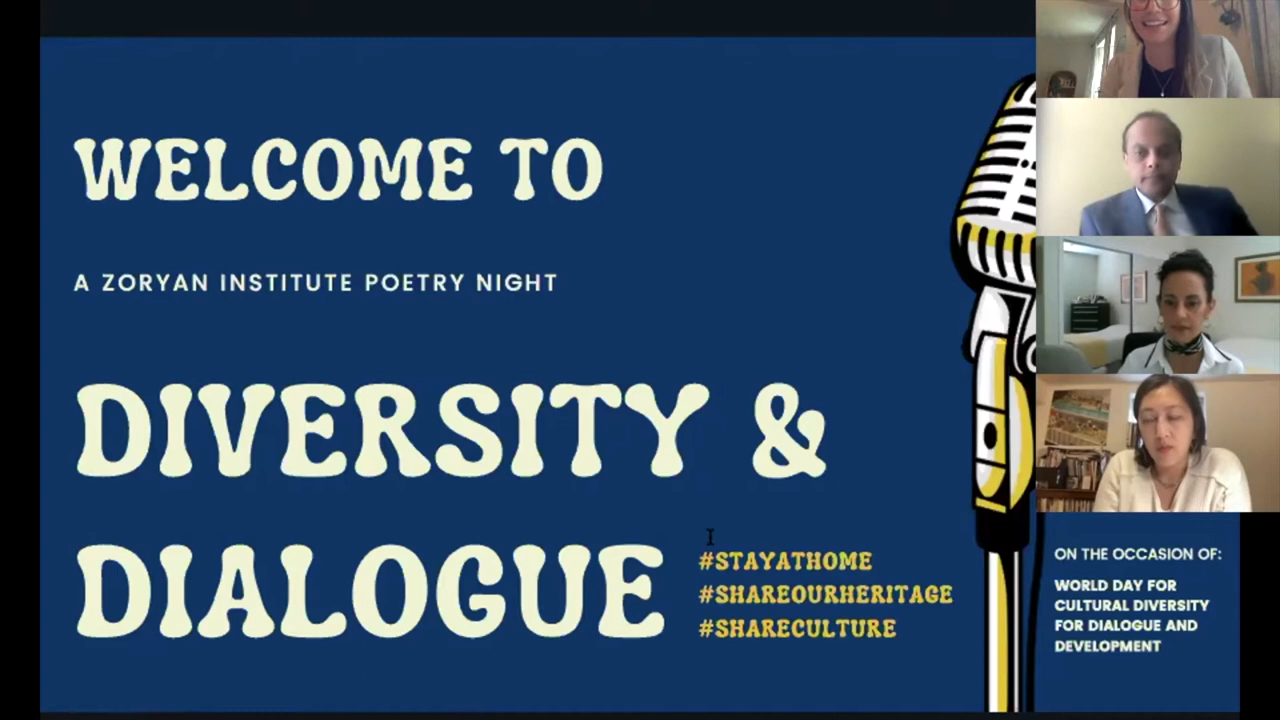 WELCOME TO
A ZORYAN INSTITUTE POETRY NIGHT
DIVERSITY &
DIALOGUE
#STAYATHOME
#SHAREOURHERITAGE
#SHARECULTURE
ON THE OCCASION OF:
WORLD DAY FOR
CULTURAL DIVERSITY
FOR DIALOGUE AND
DEVELOPMENT